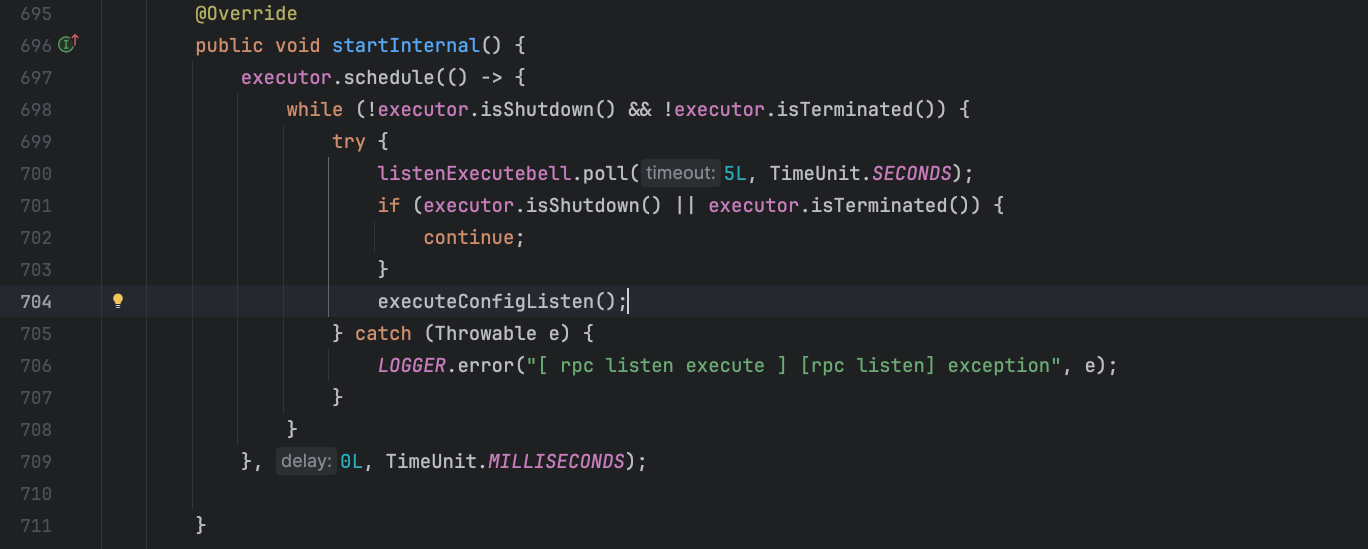 695 @Override
696 public void startInternal() {
697 executor.schedule(() -> {
698 while (!executor.isShutdown() && !executor.isTerminated()) {
699 try {
700 listenExecutebell.poll( timeout: 5L, TimeUnit.SECONDS);
701 if (executor.isShutdown() || executor.isTerminated()) {
702 continue;
703 }
704 executeConfigListen();
705 } catch (Throwable e) {
706 LOGGER.error("[ rpc listen execute ] [rpc listen] exception", e);
707 }
708 }
709 }, delay: 0L, TimeUnit.MILLISECONDS);
710
711 }